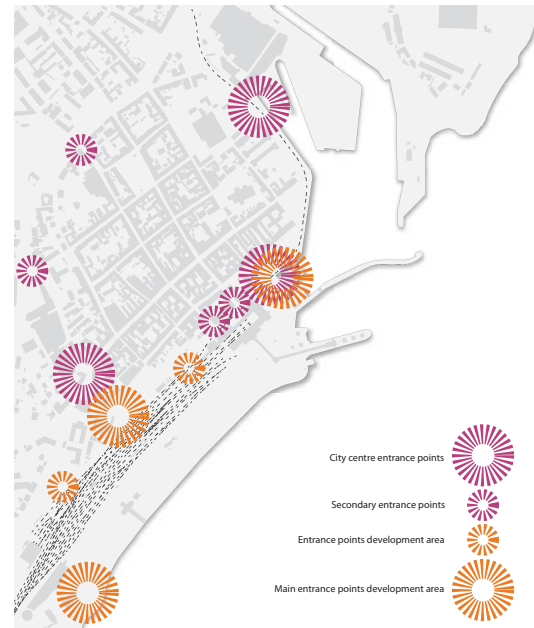 City centre entrance points
Secondary entrance points
Entrance points development area
Main entrance points development area